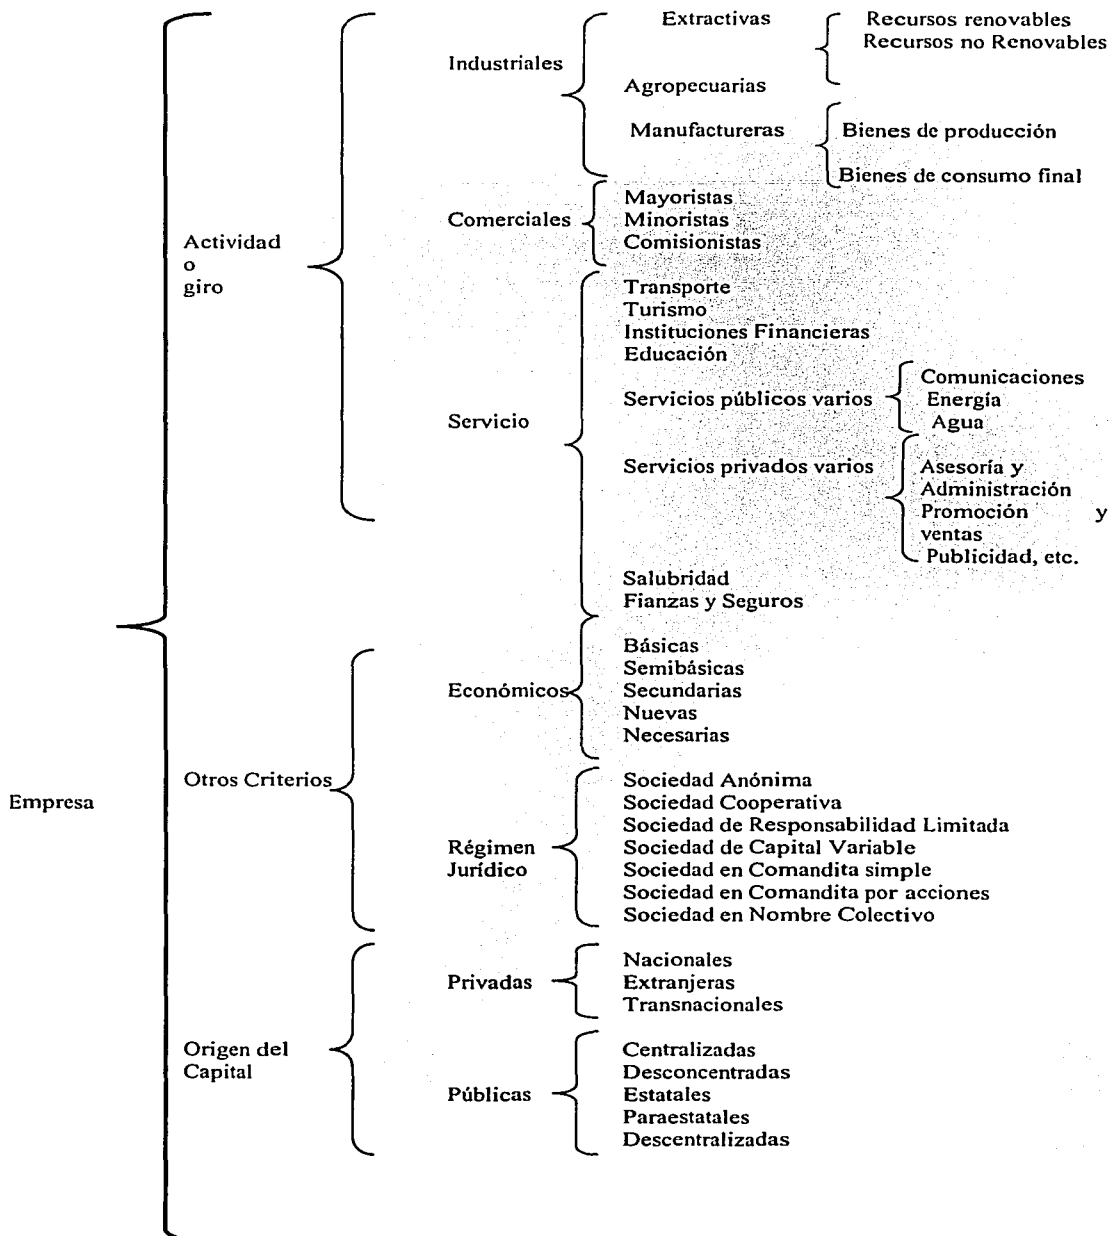 Empresa
Actividad
o
giro
Industriales
Extractivas
Recursos renovables
Recursos no Renovables
Agropecuarias
Manufactureras
Bienes de producción
Bienes de consumo final
Comerciales
Mayoristas
Minoristas
Comisionistas
Servicio
Transporte
Turismo
Instituciones Financieras
Educación
Servicios públicos varios
Comunicaciones
Energía
Agua
Servicios privados varios
Asesoría y
Administración
Promoción y
ventas
Publicidad, etc.
Salubridad
Fianzas y Seguros
Otros Criterios
Económicos
Básicas
Semibásicas
Secundarias
Nuevas
Necesarias
Régimen
Jurídico
Sociedad Anónima
Sociedad Cooperativa
Sociedad de Responsabilidad Limitada
Sociedad de Capital Variable
Sociedad en Comandita simple
Sociedad en Comandita por acciones
Sociedad en Nombre Colectivo
Origen del
Capital
Privadas
Nacionales
Extranjeras
Transnacionales
Públicas
Centralizadas
Desconcentradas
Estatales
Paraestatales
Descentralizadas